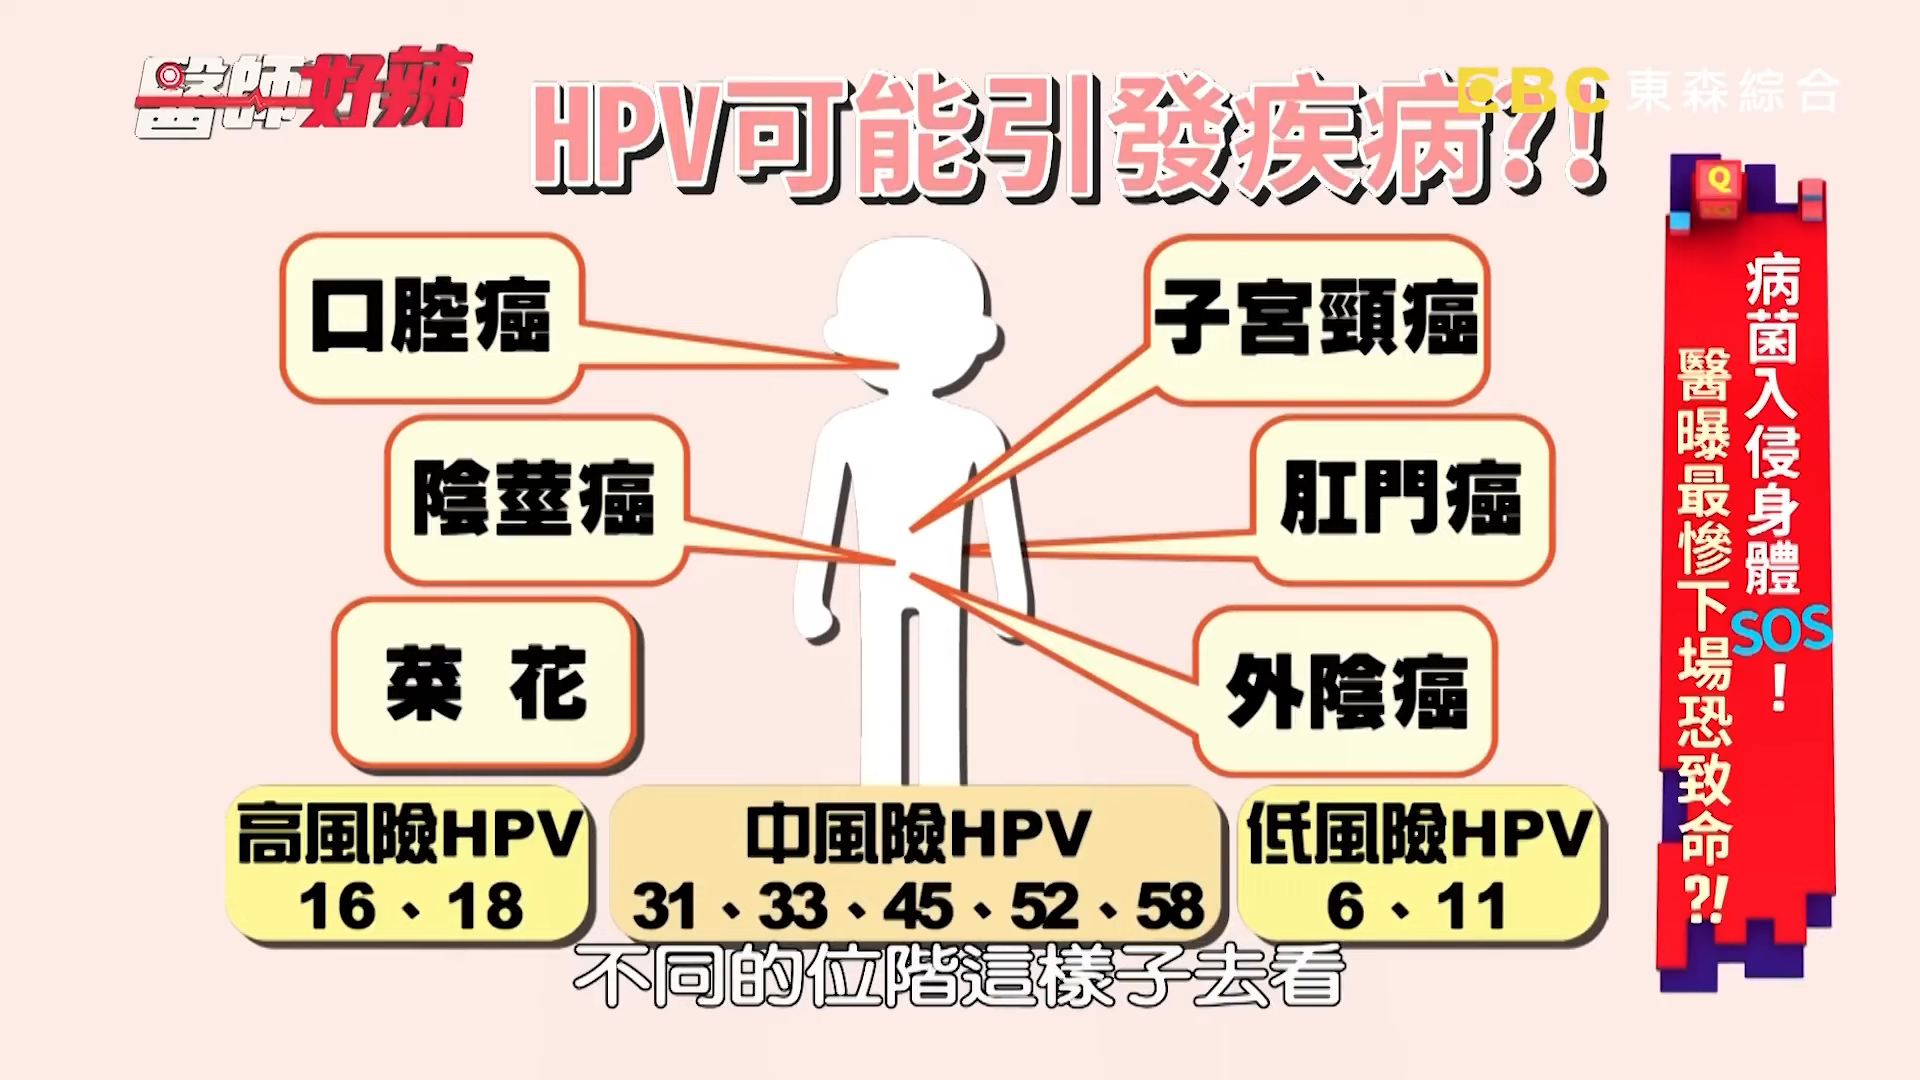 醫師好辣
HPV可能引發疾病?!
EBC 東森綜合
口腔癌
子宮頸癌
陰莖癌
肛門癌
菜 花
外陰癌
高風險HPV
16、18
中風險HPV
31、33、45、52、58
低風險HPV
6、11
Q
病菌入侵身體SOS!
醫曝最慘下場恐致命?!
不同的位階這樣子去看